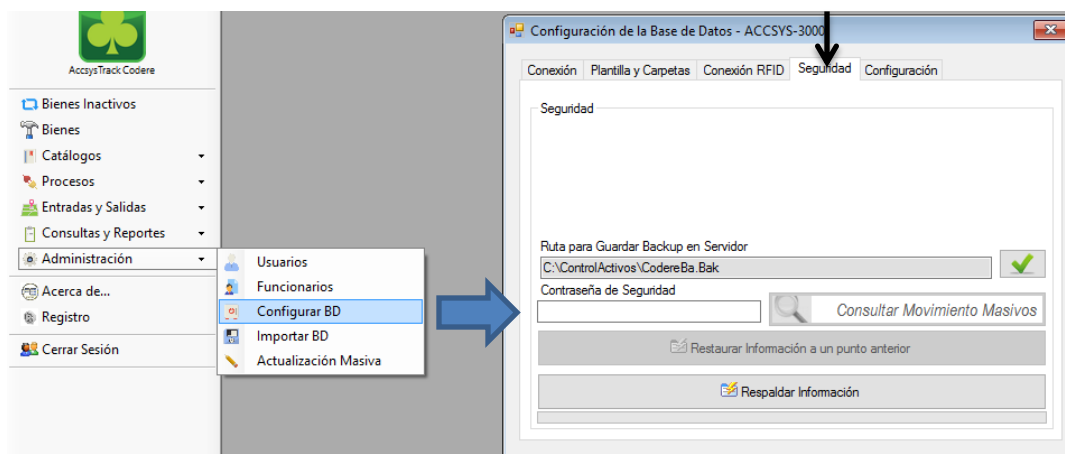 AccsysTrack Codere
Bienes Inactivos
Bienes
Catálogos
Procesos
Entradas y Salidas
Consultas y Reportes
Administración
Acerca de...
Registro
Cerrar Sesión
Usuarios
Funcionarios
Configurar BD
Importar BD
Actualización Masiva
Configuración de la Base de Datos - ACCSYS-3000
Conexión Plantilla y Carpetas Conexión RFID Seguridad Configuración
Seguridad
Ruta para Guardar Backup en Servidor
C:\ControlActivos\CodereBa.Bak
Contraseña de Seguridad
Consultar Movimiento Masivos
Restaurar Información a un punto anterior
Respaldar Información